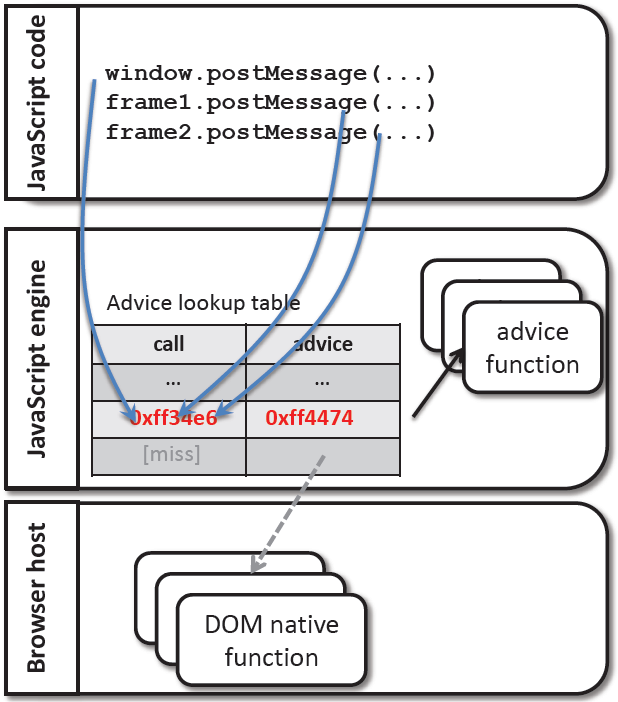 JavaScript code
window.postMessage(...)
frame1.postMessage(...)
frame2.postMessage(...)
JavaScript engine
Advice lookup table
call advice
... ...
0xff34e6 0xff4474
[miss]
advice
function
Browser host
DOM native
function